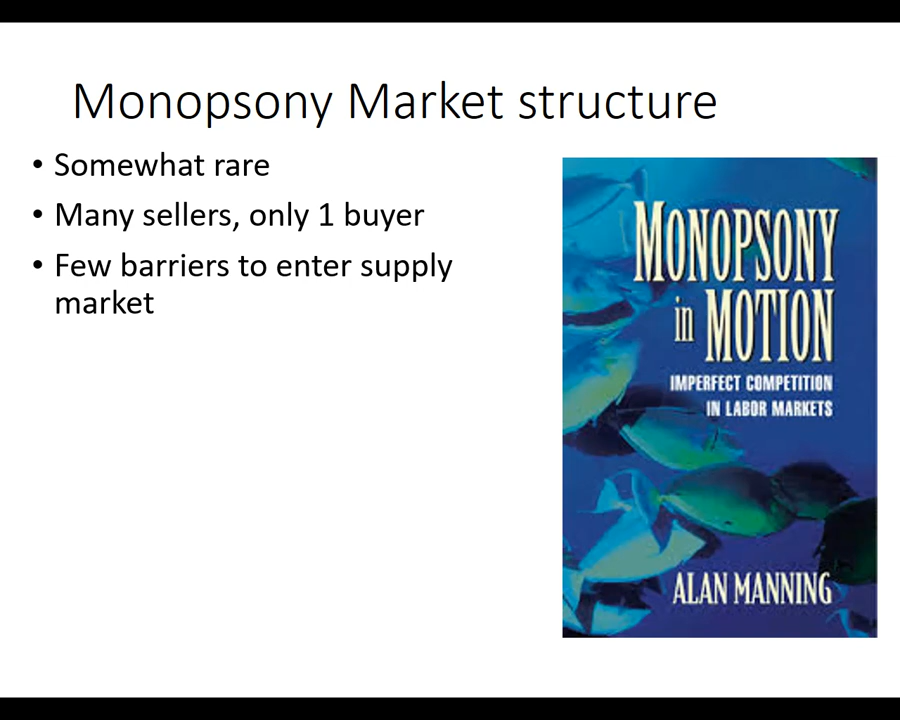 Monopsony Market structure
• Somewhat rare
• Many sellers, only 1 buyer
• Few barriers to enter supply
market
MONOPSONY
in MOTION
IMPERFECT COMPETITION
IN LABOR MARKETS
ALAN MANNING